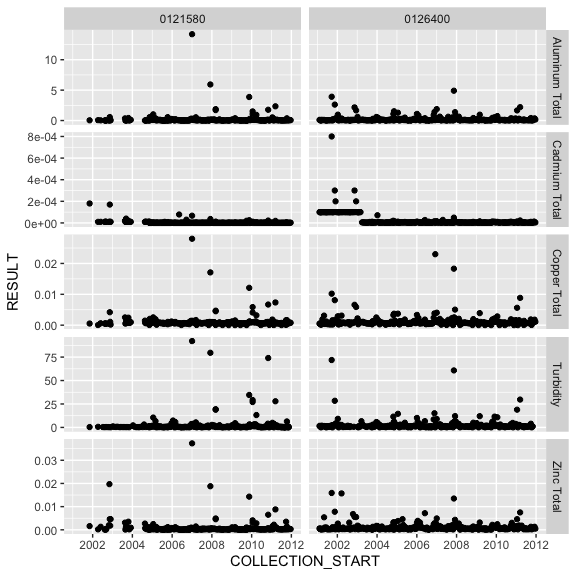 0121580 0126400
Aluminum Total
10
5
0
Cadmium Total
8e-04
6e-04
4e-04
2e-04
0e+00
Copper Total
0.02
0.01
0.00
Turbidity
75
50
25
0
Zinc Total
0.03
0.02
0.01
0.00
RESULT
2002 2004 2006 2008 2010 2012 2002 2004 2006 2008 2010 2012
COLLECTION_START